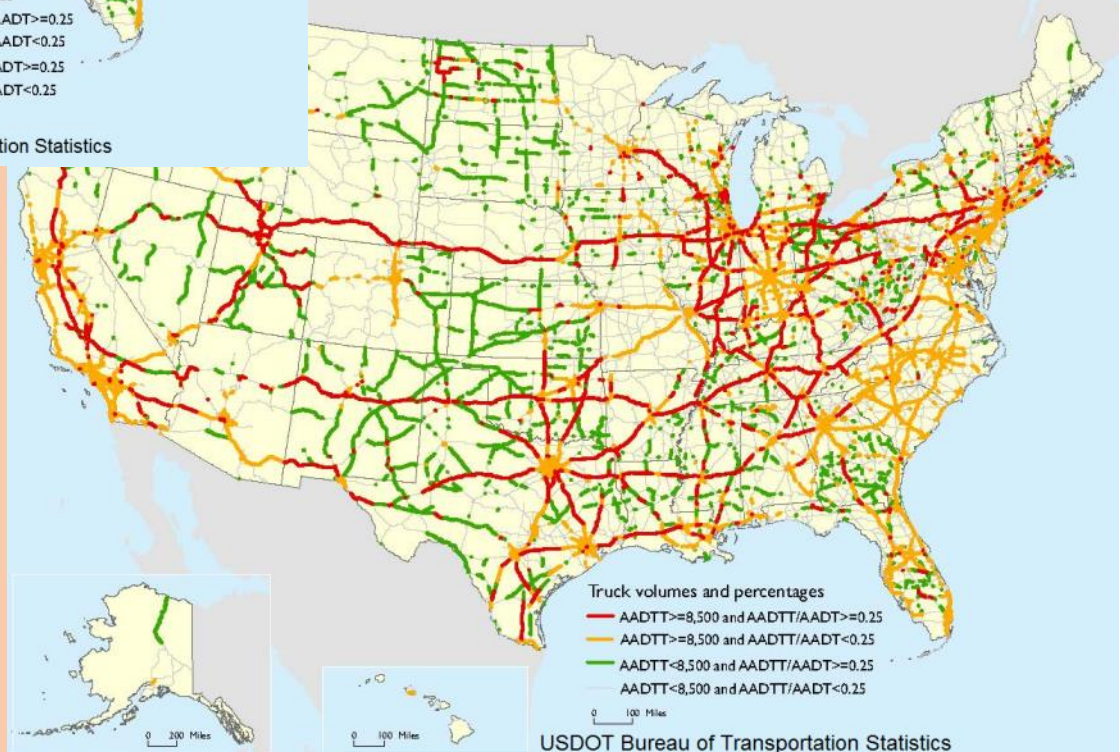 AADT>=0.25
AADT<0.25
ADT>=0.25
ADT<0.25
tion Statistics
Truck volumes and percentages
AADTT>=8,500 and AADTT/AADT>=0.25
AADTT>=8,500 and AADTT/AADT<0.25
AADTT<8,500 and AADTT/AADT>=0.25
AADTT<8,500 and AADTT/AADT<0.25
0 100 Miles
0 200 Miles
0 100 Miles
USDOT Bureau of Transportation Statistics